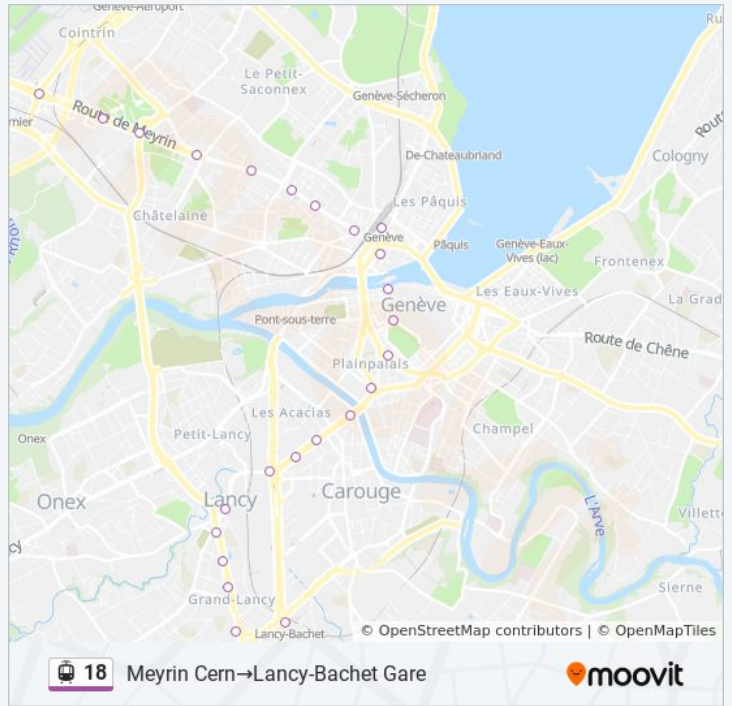 Genève-Aéroport
Cointrin
Le Petit-
Saconnex
Genève-Sécheron
Route de Meyrin
mier
De-Chateaubriand
Cologny
Les Pâquis
Châtelaine
Genève
Pâquis
Genève-Eaux-
Vives (lac)
Frontenex
Les Eaux-Vives
La Grad
Genève
Pont-sous-terre
Route de Chêne
Plainpalais
Les Acacias
Champel
Onex
Petit-Lancy
Carouge
Onex
Lancy
L'Arve
Villette
Sierne
Grand-Lancy
Lancy-Bachet
© OpenStreetMap contributors | © OpenMapTiles
18 Meyrin Cern→Lancy-Bachet Gare
moovit